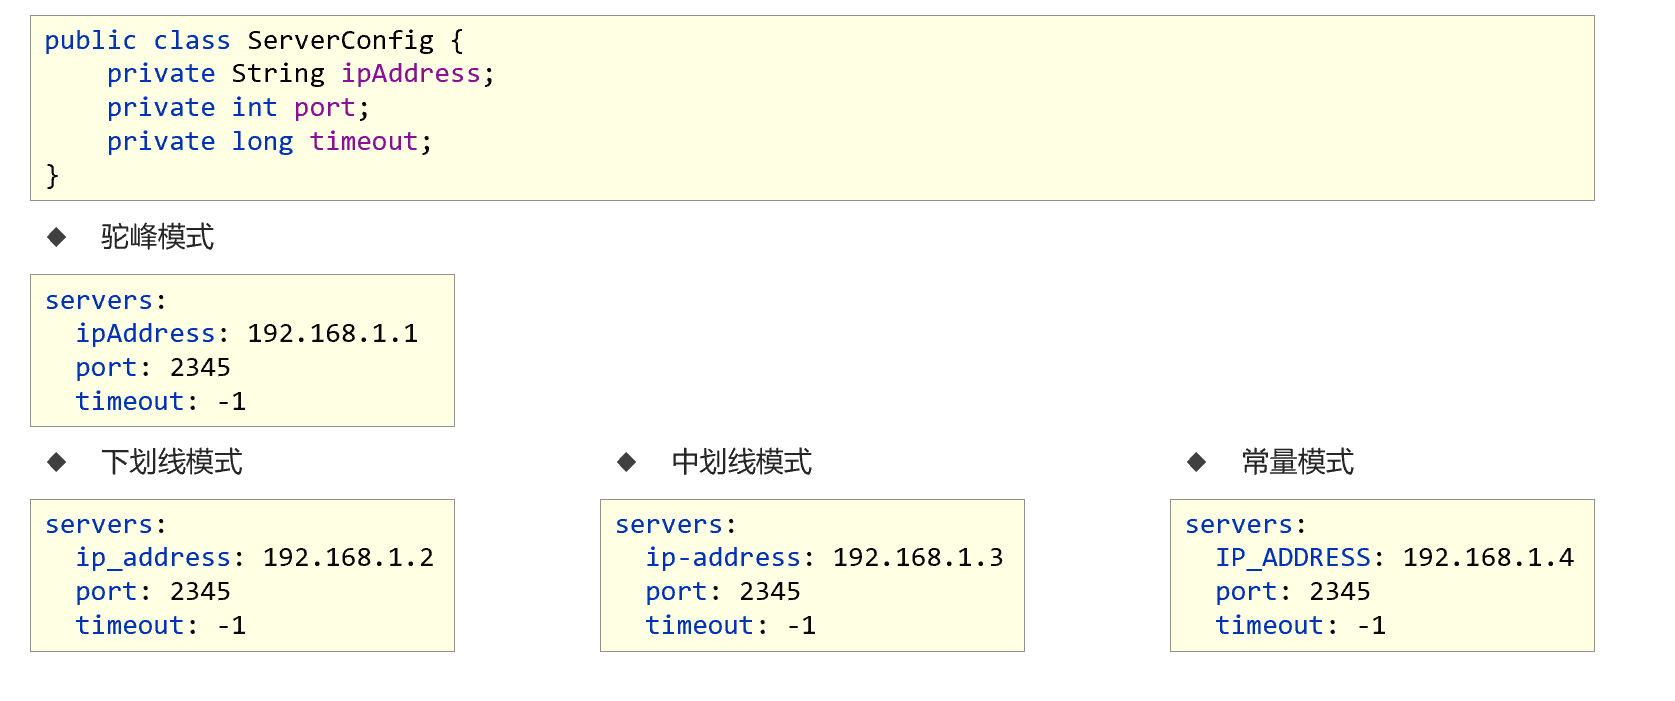 public class ServerConfig {
    private String ipAddress;
    private int port;
    private long timeout;
}
◆ 驼峰模式
servers:
  ipAddress: 192.168.1.1
  port: 2345
  timeout: -1
◆ 下划线模式
servers:
  ip_address: 192.168.1.2
  port: 2345
  timeout: -1
◆ 中划线模式
servers:
  ip-address: 192.168.1.3
  port: 2345
  timeout: -1
◆ 常量模式
servers:
  IP_ADDRESS: 192.168.1.4
  port: 2345
  timeout: -1